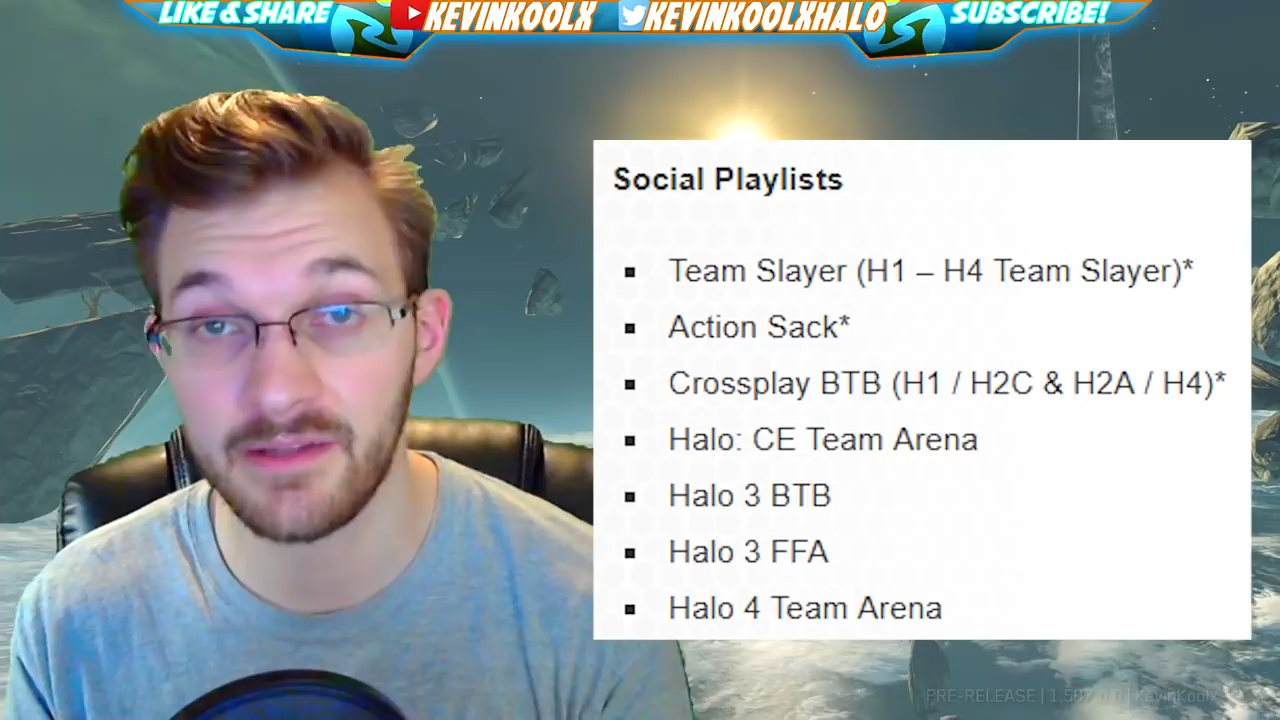 LIKE & SHARE KEVINKOOLX KEVINKOOLXHALO SUBSCRIBE!
Social Playlists
▪ Team Slayer (H1 – H4 Team Slayer)*
▪ Action Sack*
▪ Crossplay BTB (H1 / H2C & H2A / H4)*
▪ Halo: CE Team Arena
▪ Halo 3 BTB
▪ Halo 3 FFA
▪ Halo 4 Team Arena
PRE-RELEASE | KevinKoolx